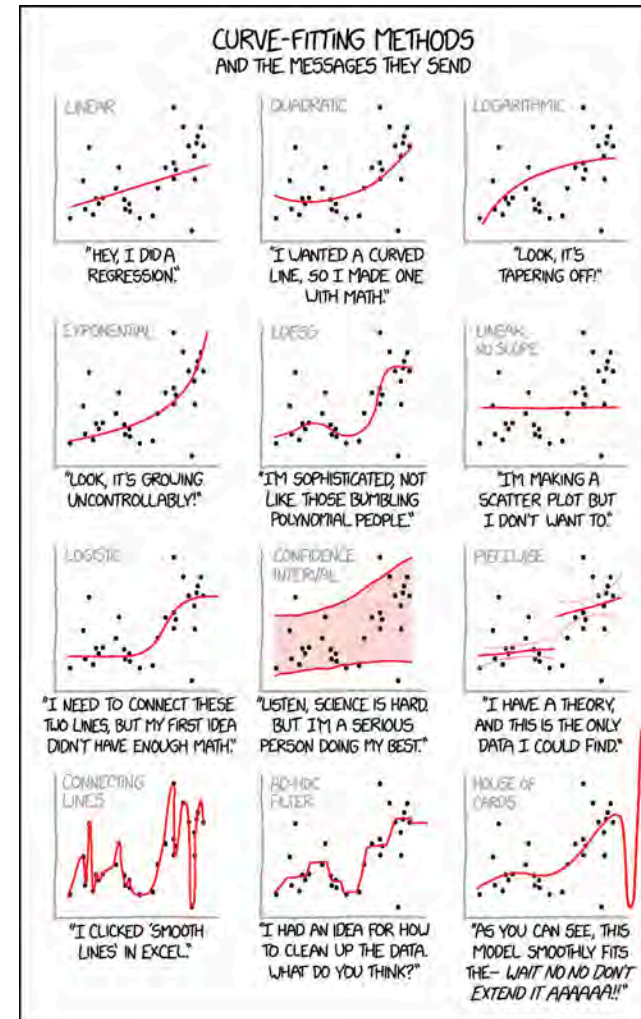 CURVE-FITTING METHODS
AND THE MESSAGES THEY SEND
LINEAR
QUADRATIC
LOGARITHMIC
"HEY, I DID A
REGRESSION."
"I WANTED A CURVED
LINE, SO I MADE ONE
WITH MATH."
"LOOK, IT'S
TAPERING OFF!"
EXPONENTIAL
LOESS
LINEAR,
NO SLOPE
"LOOK, IT'S GROWING
UNCONTROLLABLY!"
"I'M SOPHISTICATED, NOT
LIKE THOSE BUMBLING
POLYNOMIAL PEOPLE."
"I'M MAKING A
SCATTER PLOT BUT
I DON'T WANT TO."
LOGISTIC
CONFIDENCE
INTERVAL
PIECEWISE
"I NEED TO CONNECT THESE
TWO LINES, BUT MY FIRST IDEA
DIDN'T HAVE ENOUGH MATH."
"LISTEN, SCIENCE IS HARD.
BUT I'M A SERIOUS
PERSON DOING MY BEST."
"I HAVE A THEORY,
AND THIS IS THE ONLY
DATA I COULD FIND."
CONNECTING
LINES
AD-HOC
FILTER
HOUSE OF
CARDS
"I CLICKED 'SMOOTH
LINES' IN EXCEL."
"I HAD AN IDEA FOR HOW
TO CLEAN UP THE DATA.
WHAT DO YOU THINK?"
"AS YOU CAN SEE, THIS
MODEL SMOOTHLY FITS
THE- WAIT NO NO DON'T
EXTEND IT AAAAAA!!"